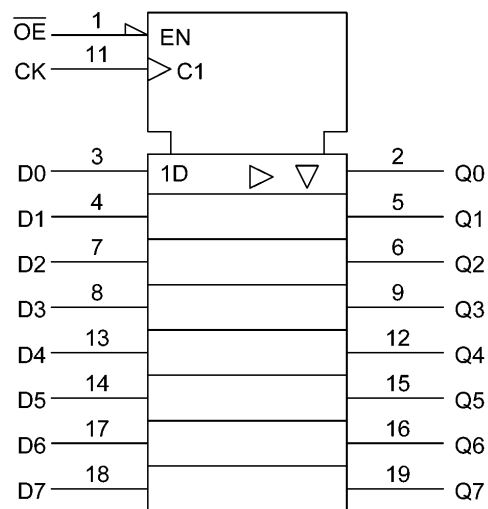 O̅E̅ 1 EN
CK 11 C1
D0 3 1D 2 Q0
D1 4 5 Q1
D2 7 6 Q2
D3 8 9 Q3
D4 13 12 Q4
D5 14 15 Q5
D6 17 16 Q6
D7 18 19 Q7